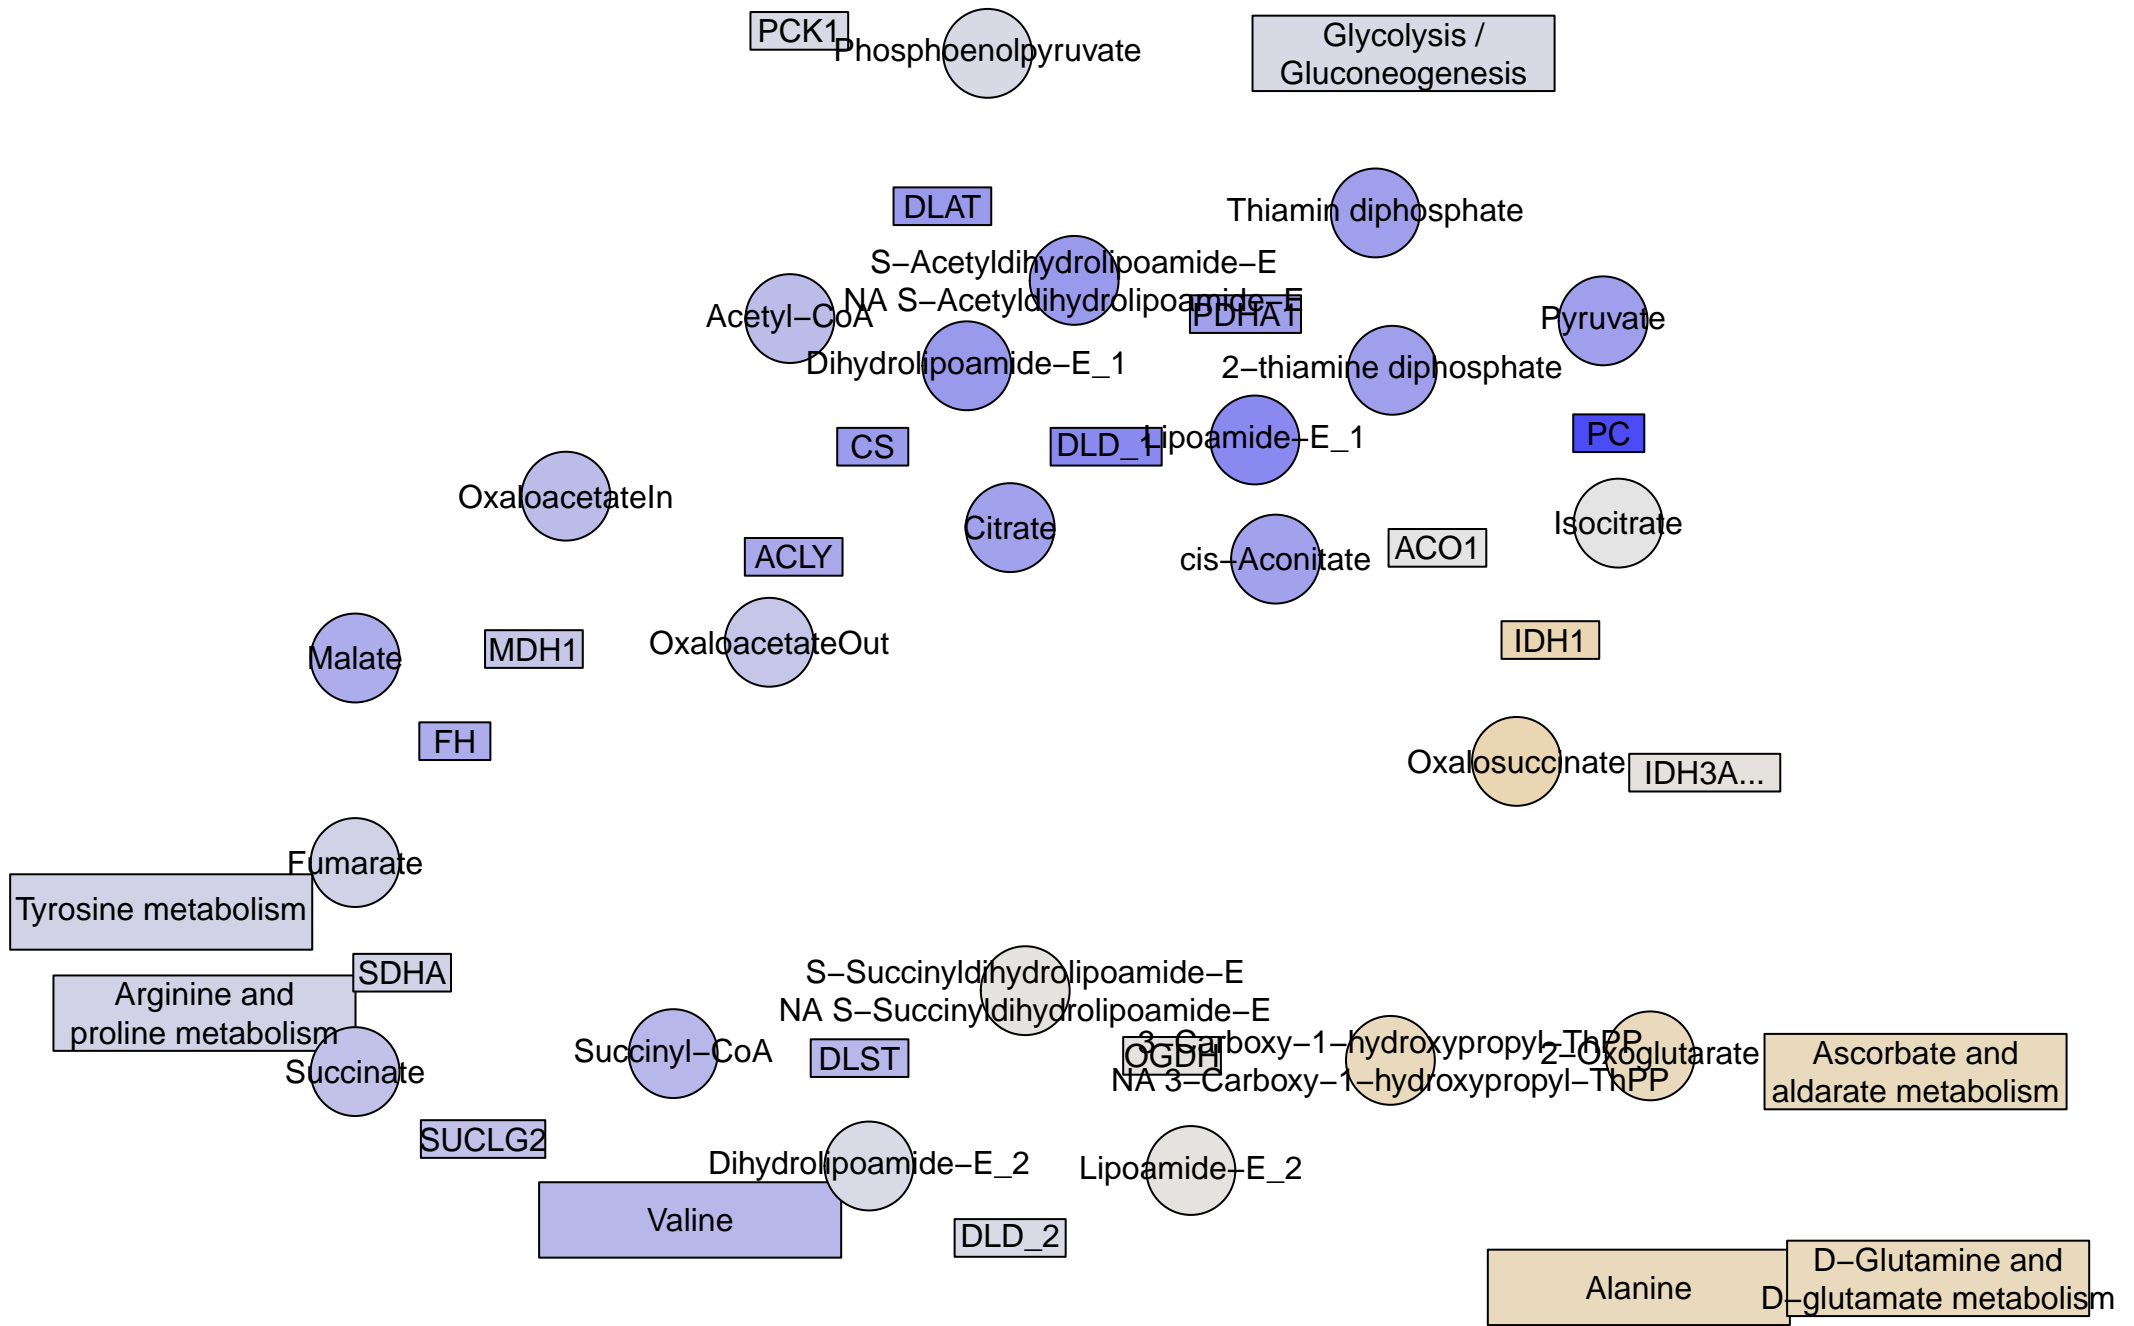 PCK1
Phosphoenolpyruvate
Glycolysis /
Gluconeogenesis
DLAT
Thiamin diphosphate
S−Acetyldihydrolipoamide−E
NA S−Acetyldihydrolipoamide−E
PDHA1
Acetyl−CoA
Pyruvate
Dihydrolipoamide−E_1
2−thiamine diphosphate
CS
DLD_1
Lipoamide−E_1
PC
OxaloacetateIn
Citrate
Isocitrate
ACLY
cis−Aconitate
ACO1
Malate
MDH1
OxaloacetateOut
IDH1
FH
Oxalosuccinate
IDH3A...
Fumarate
Tyrosine metabolism
SDHA
Arginine and
proline metabolism
S−Succinyldihydrolipoamide−E
NA S−Succinyldihydrolipoamide−E
Succinate
Succinyl−CoA
DLST
OGDH
3−Carboxy−1−hydroxypropyl−ThPP
NA 3−Carboxy−1−hydroxypropyl−ThPP
2−Oxoglutarate
Ascorbate and
aldarate metabolism
SUCLG2
Dihydrolipoamide−E_2
Lipoamide−E_2
Valine
DLD_2
Alanine
D−Glutamine and
D−glutamate metabolism